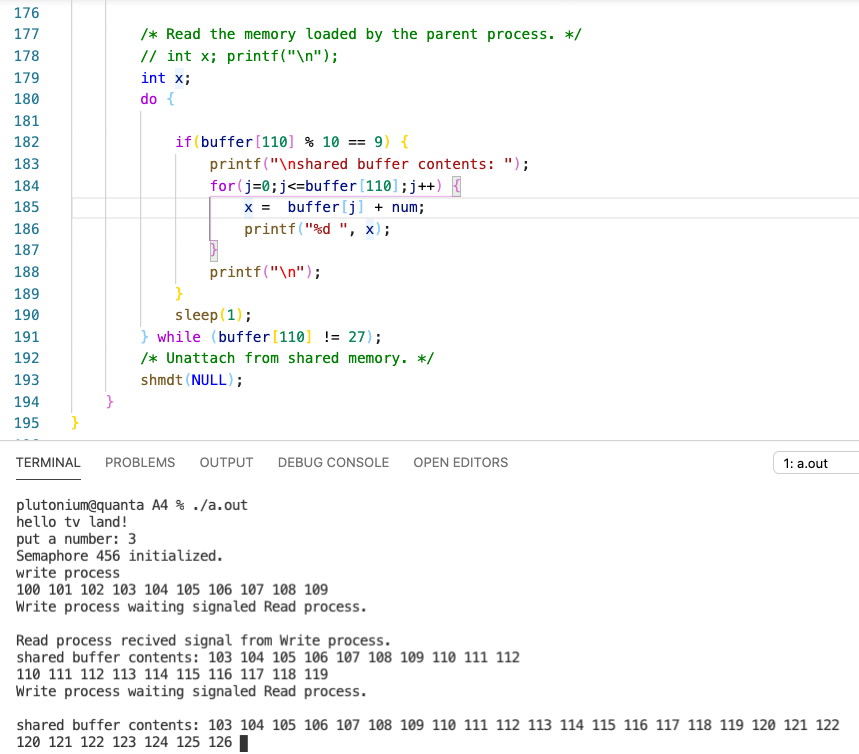 176
177 /* Read the memory loaded by the parent process. */
178 // int x; printf("\n");
179 int x;
180 do {
181
182 if(buffer[110] % 10 == 9) {
183 printf("\nshared buffer contents: ");
184 for(j=0;j<=buffer[110];j++) {
185 x =  buffer[j] + num;
186 printf("%d ", x);
187 }
188 printf("\n");
189 }
190 sleep(1);
191 } while (buffer[110] != 27);
192 /* Unattach from shared memory. */
193 shmdt(NULL);
194 }
195 }
TERMINAL PROBLEMS OUTPUT DEBUG CONSOLE OPEN EDITORS 1: a.out
plutonium@quanta A4 % ./a.out
hello tv land!
put a number: 3
Semaphore 456 initialized.
write process
100 101 102 103 104 105 106 107 108 109
Write process waiting signaled Read process.
Read process recived signal from Write process.
shared buffer contents: 103 104 105 106 107 108 109 110 111 112
110 111 112 113 114 115 116 117 118 119
Write process waiting signaled Read process.
shared buffer contents: 103 104 105 106 107 108 109 110 111 112 113 114 115 116 117 118 119 120 121 122
120 121 122 123 124 125 126